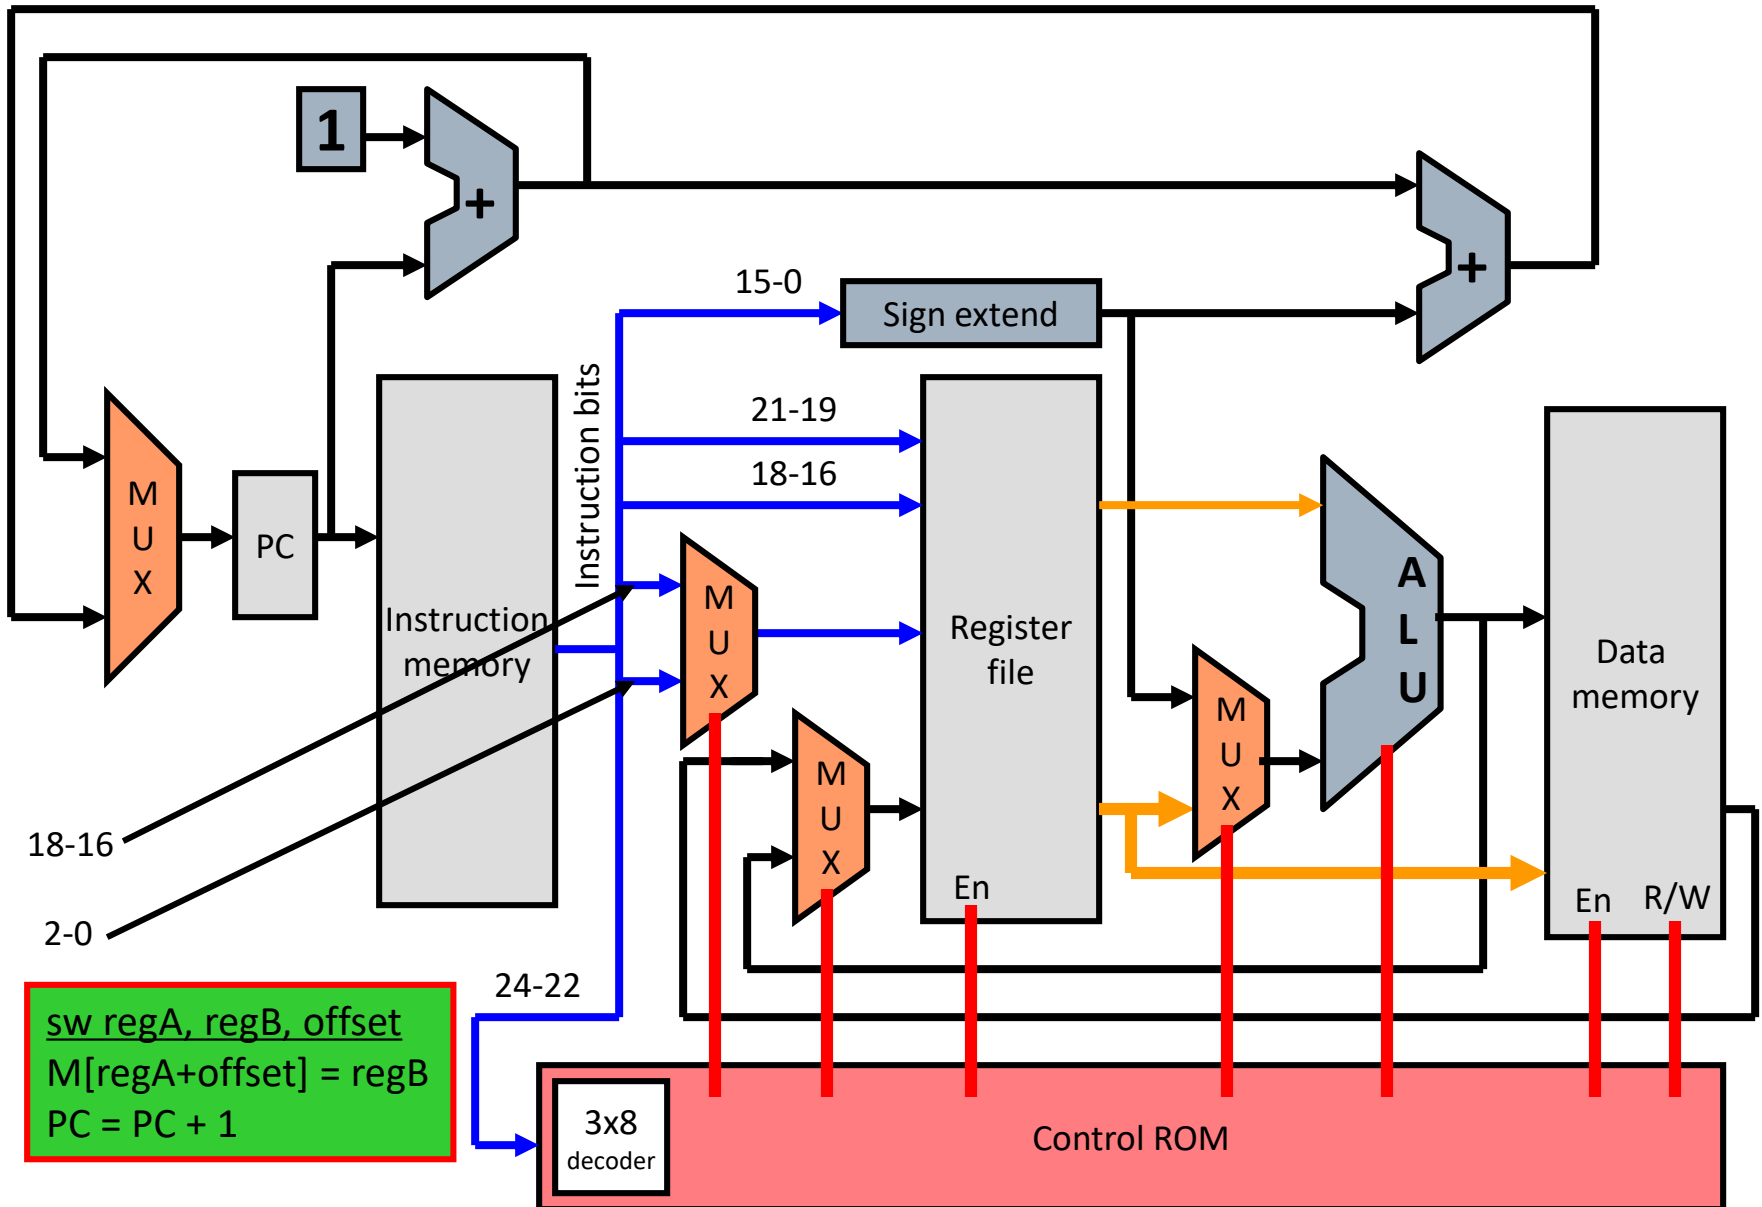 1
+
+
15-0
Sign extend
Instruction bits
21-19
18-16
M
U
X
PC
Instruction
memory
M
U
X
Register
file
En
M
U
X
M
U
X
A
L
U
Data
memory
En
R/W
18-16
2-0
24-22
sw regA, regB, offset
M[regA+offset] = regB
PC = PC + 1
3x8
decoder
Control ROM